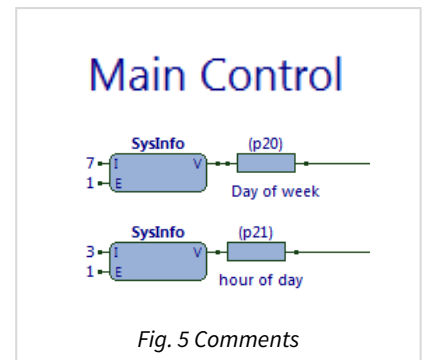 Main Control
SysInfo (p20)
7 I V
1 E
Day of week
SysInfo (p21)
3 I V
1 E
hour of day
Fig. 5 Comments